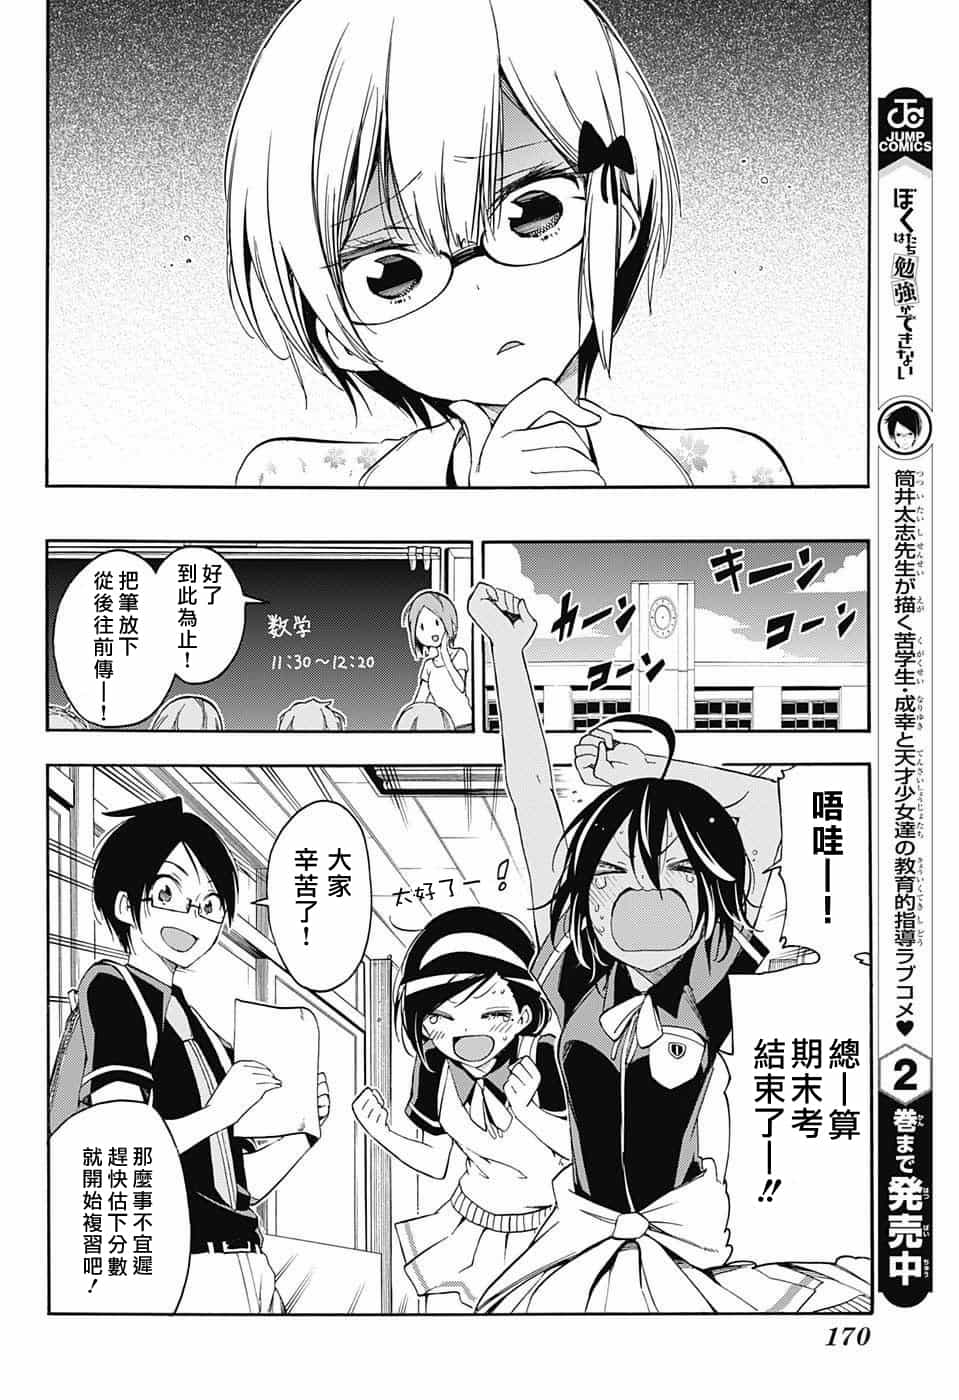 キーン
コーン
カーン
コーン
好了
到此為止！
把筆放下
從後往前
傳—！
数学
11:30～12:20
唔哇—！
總—算
期末考
結束了—!!
太好了—！
大家
辛苦了！
那麼事不宜遲
趕快估下分數
就開始複習吧！
JUMP
COMICS
ぼくたちは勉強ができない
筒井太志先生が描く苦学生・成幸と天才少女達の教育的指導ラブコメ♥
2巻まで発売中
170